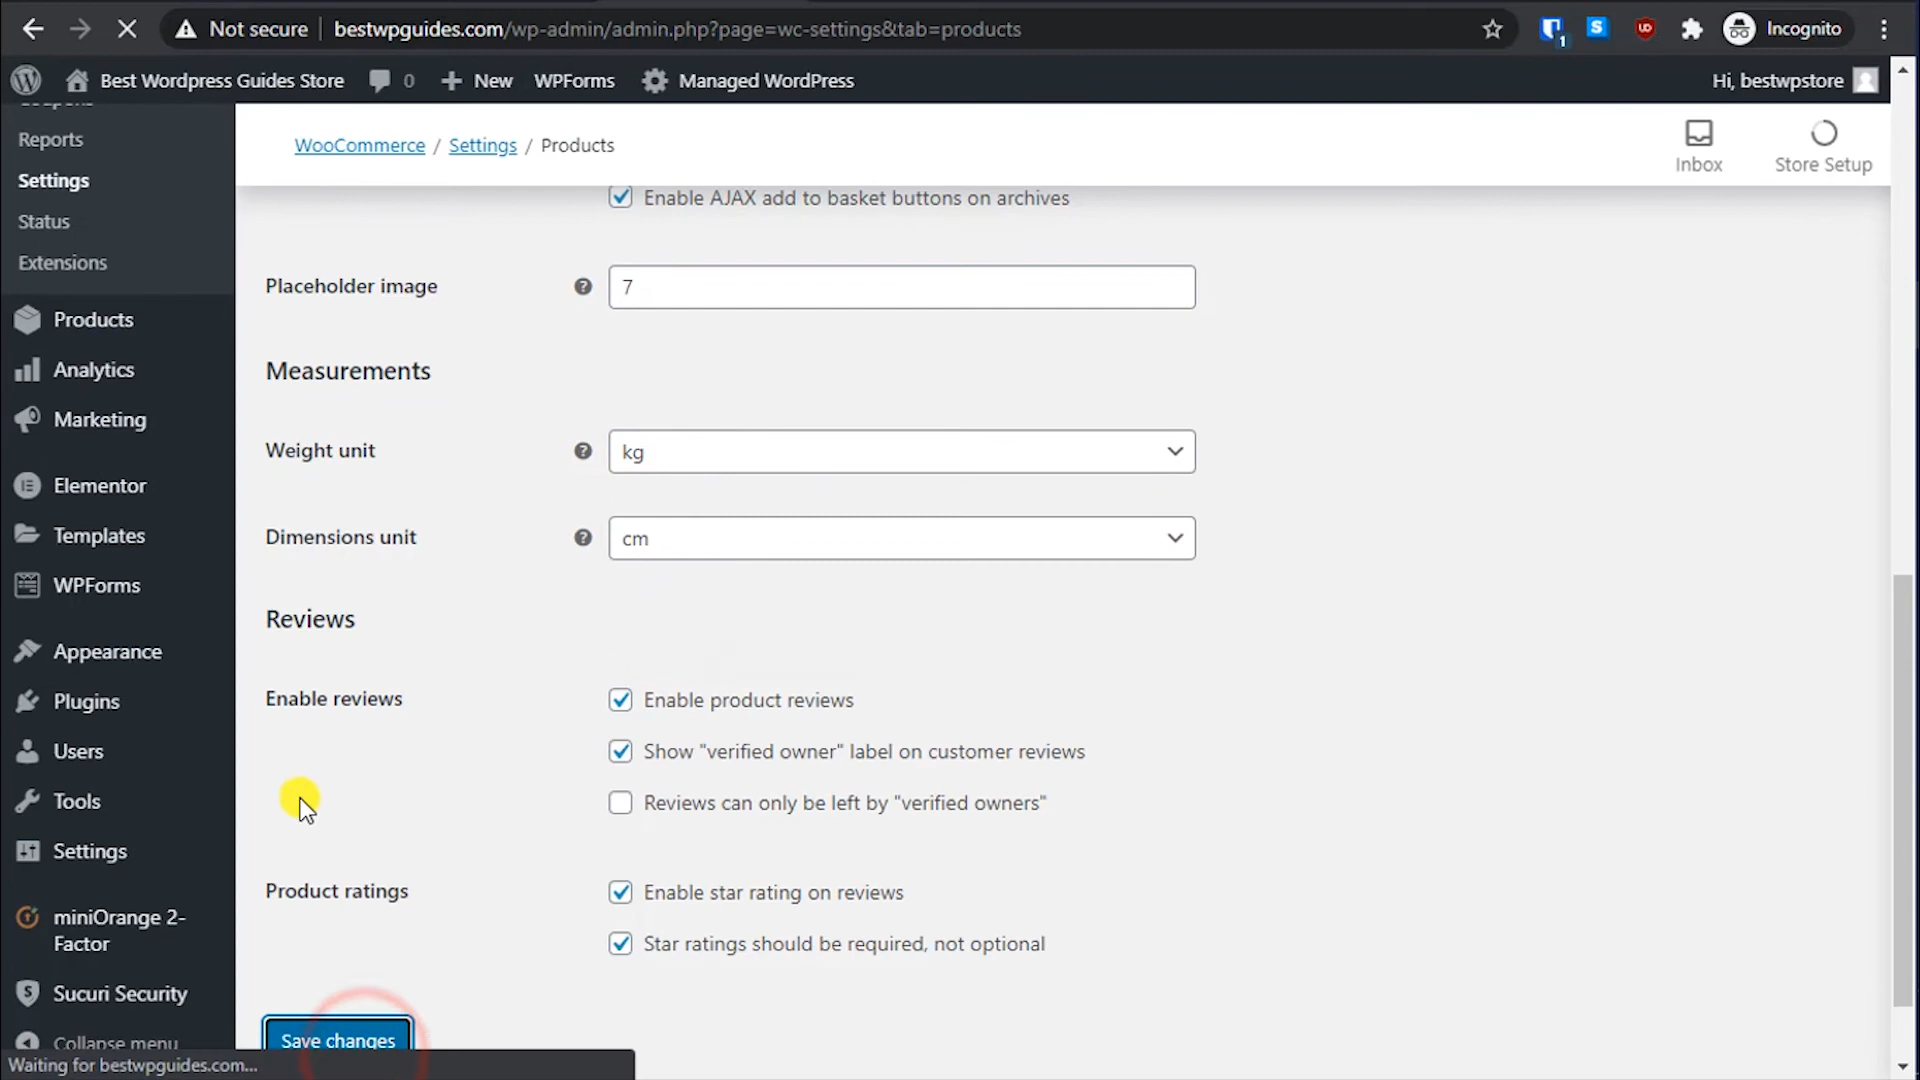 Not secure | bestwpguides.com/wp-admin/admin.php?page=wc-settings&tab=products
1
UD
Incognito
Best Wordpress Guides Store
0
New
WPForms
Managed WordPress
Hi, bestwpstore
Coupons
Reports
Settings
Status
Extensions
Products
Analytics
Marketing
Elementor
Templates
WPForms
Appearance
Plugins
Users
Tools
Settings
miniOrange 2-
Factor
Sucuri Security
Collapse menu
WooCommerce / Settings / Products
Inbox
Store Setup
Enable AJAX add to basket buttons on archives
Placeholder image
7
Measurements
Weight unit
kg
Dimensions unit
cm
Reviews
Enable reviews
Enable product reviews
Show "verified owner" label on customer reviews
Reviews can only be left by "verified owners"
Product ratings
Enable star rating on reviews
Star ratings should be required, not optional
Save changes
Waiting for bestwpguides.com...